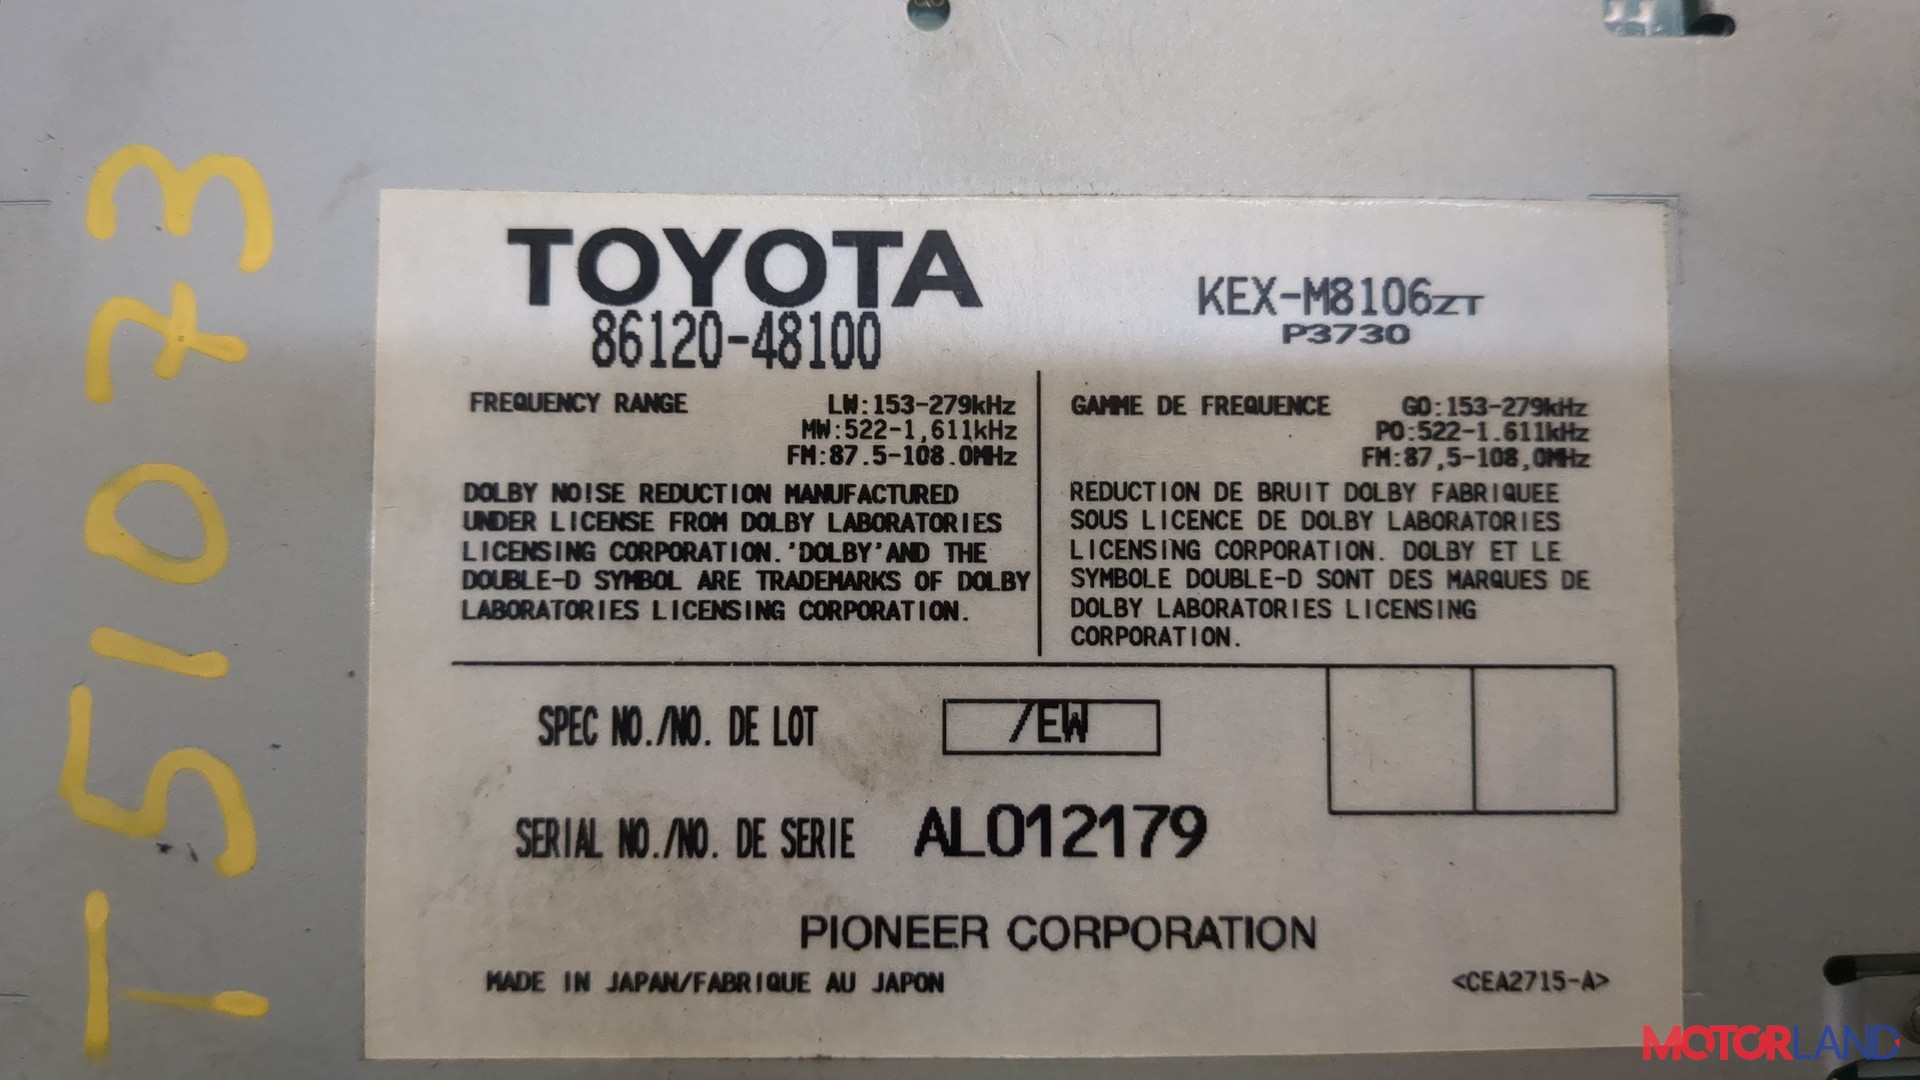 T51073
TOYOTA
86120-48100
KEX-M8106ZT
P3730
FREQUENCY RANGE LW:153-279kHz
MW:522-1,611kHz
FM:87.5-108.0MHz
DOLBY NOISE REDUCTION MANUFACTURED
UNDER LICENSE FROM DOLBY LABORATORIES
LICENSING CORPORATION.'DOLBY'AND THE
DOUBLE-D SYMBOL ARE TRADEMARKS OF DOLBY
LABORATORIES LICENSING CORPORATION.
GAMME DE FREQUENCE GO:153-279kHz
PO:522-1.611kHz
FM:87,5-108,0MHz
REDUCTION DE BRUIT DOLBY FABRIQUEE
SOUS LICENCE DE DOLBY LABORATORIES
LICENSING CORPORATION. DOLBY ET LE
SYMBOLE DOUBLE-D SONT DES MARQUES DE
DOLBY LABORATORIES LICENSING
CORPORATION.
SPEC NO./NO. DE LOT /EW
SERIAL NO./NO. DE SERIE AL012179
PIONEER CORPORATION
MADE IN JAPAN/FABRIQUE AU JAPON <CEA2715-A>
MOTORLAND